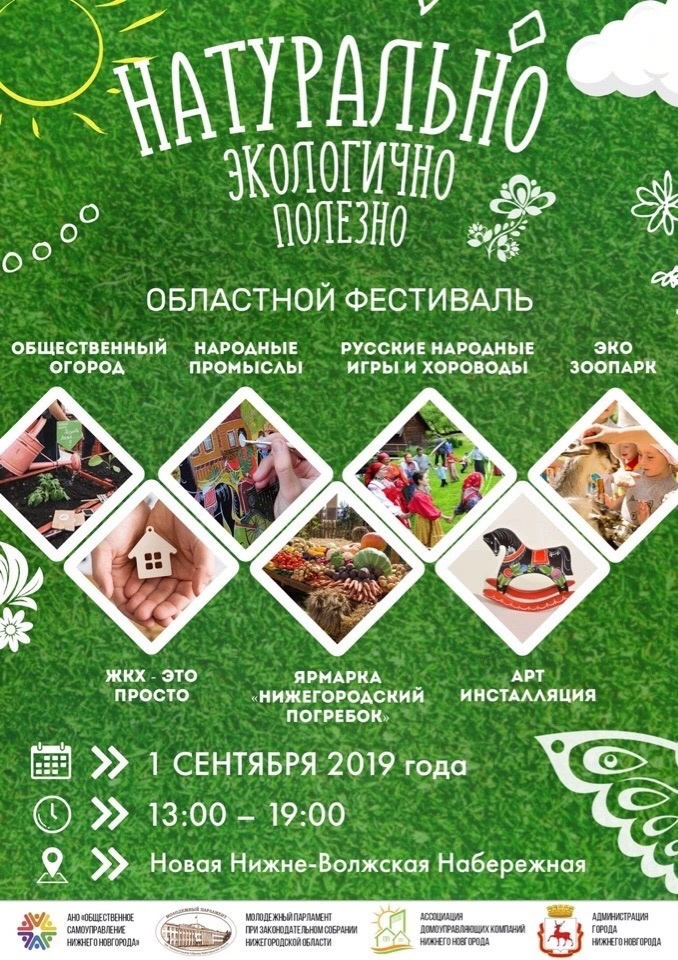 НАТУРАЛЬНО
ЭКОЛОГИЧНО
ПОЛЕЗНО
ОБЛАСТНОЙ ФЕСТИВАЛЬ
ОБЩЕСТВЕННЫЙ
ОГОРОД
НАРОДНЫЕ
ПРОМЫСЛЫ
РУССКИЕ НАРОДНЫЕ
ИГРЫ И ХОРОВОДЫ
ЭКО
ЗООПАРК
ЖКХ - ЭТО
ПРОСТО
ЯРМАРКА
«НИЖЕГОРОДСКИЙ
ПОГРЕБОК»
АРТ
ИНСТАЛЛЯЦИЯ
1 СЕНТЯБРЯ 2019 года
13:00 – 19:00
Новая Нижне-Волжская Набережная
АНО «ОБЩЕСТВЕННОЕ
САМОУПРАВЛЕНИЕ
НИЖНЕГО НОВГОРОДА»
МОЛОДЕЖНЫЙ ПАРЛАМЕНТ
МОЛОДЕЖНЫЙ ПАРЛАМЕНТ
ПРИ ЗАКОНОДАТЕЛЬНОМ СОБРАНИИ
НИЖЕГОРОДСКОЙ ОБЛАСТИ
АССОЦИАЦИЯ
ДОМОУПРАВЛЯЮЩИХ КОМПАНИЙ
НИЖНЕГО НОВГОРОДА
АДМИНИСТРАЦИЯ
ГОРОДА
НИЖНЕГО НОВГОРОДА